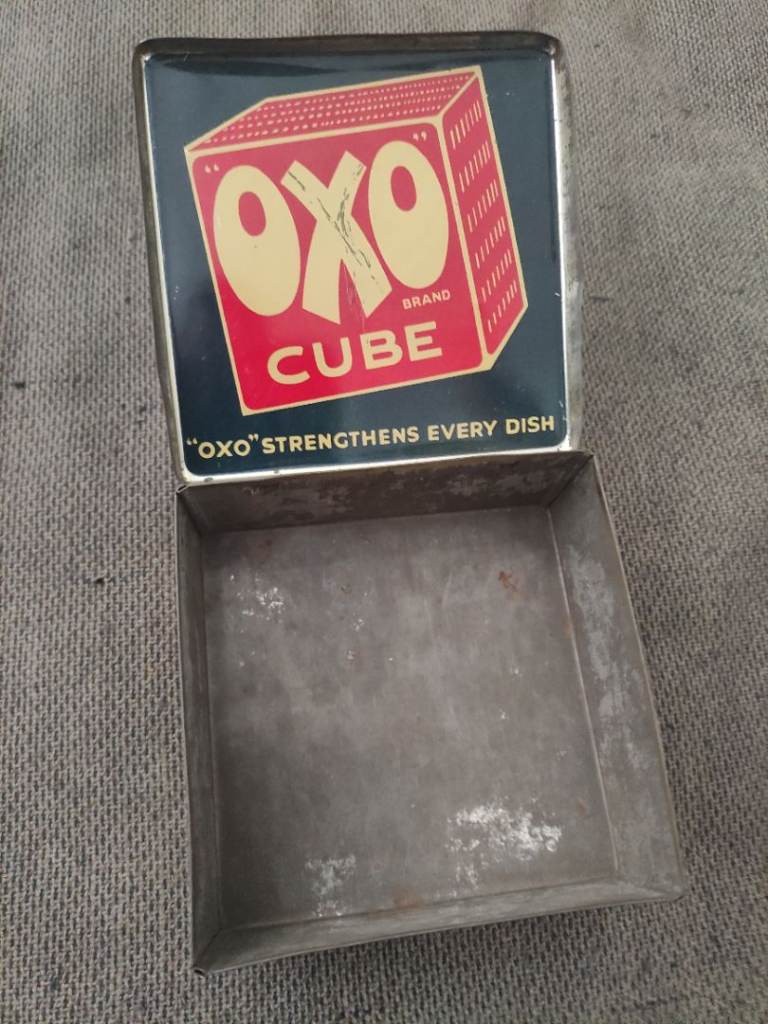 "OXO"
BRAND
CUBE
"OXO" STRENGTHENS EVERY DISH